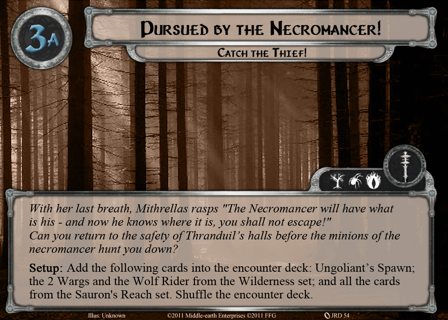 3A
Pursued by the Necromancer!
Catch the Thief!
With her last breath, Mithrellas rasps "The Necromancer will have what
is his - and now he knows where it is, you shall not escape!"
Can you return to the safety of Thranduil's halls before the minions of the
necromancer hunt you down?
Setup: Add the following cards into the encounter deck: Ungoliant's Spawn;
the 2 Wargs and the Wolf Rider from the Wilderness set; and all the cards
from the Sauron's Reach set. Shuffle the encounter deck.
Illus: Unknown
©2011 Middle-earth Enterprises ©2011 FFG
JRD 54